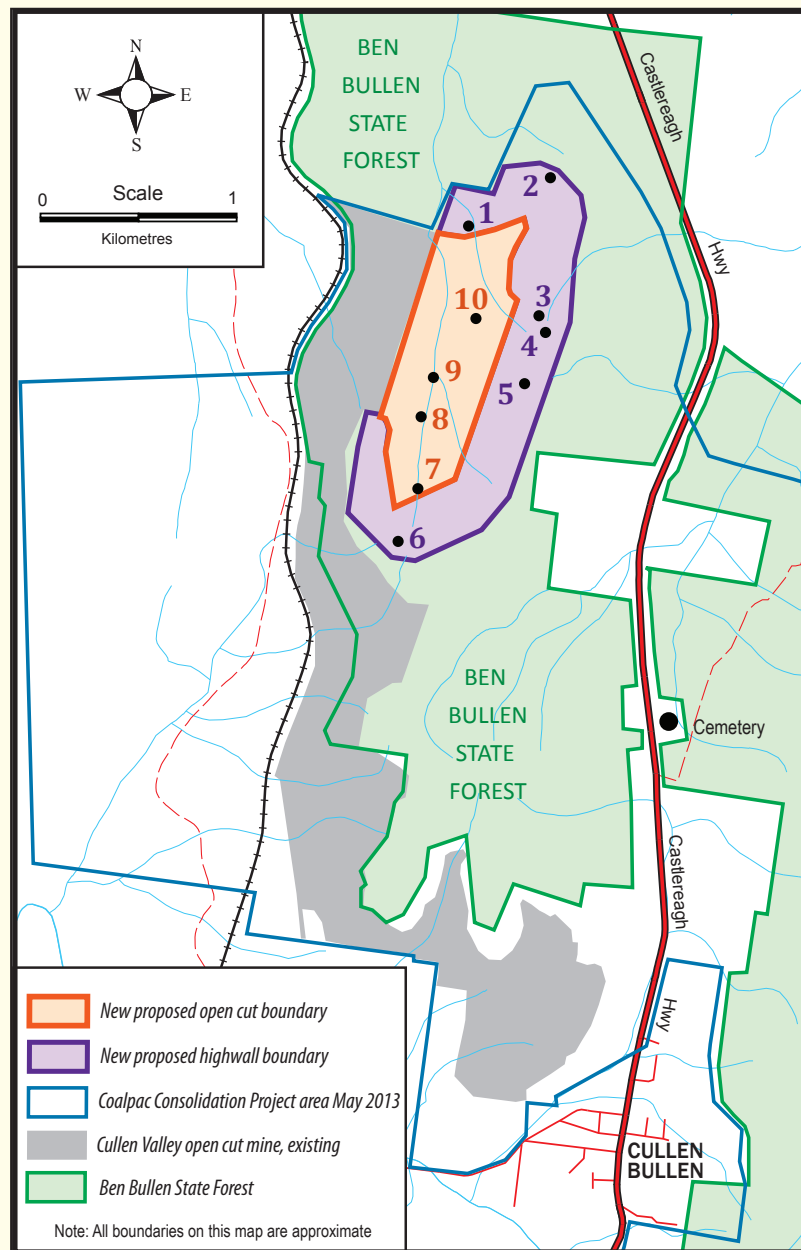 N
W E
S
Scale
0 1
Kilometres
BEN
BULLEN
STATE
FOREST
Castlereagh
Hwy
2
1
10
3
4
9
5
8
7
6
BEN
BULLEN
STATE
FOREST
Cemetery
Castlereagh
Hwy
CULLEN
BULLEN
New proposed open cut boundary
New proposed highwall boundary
Coalpac Consolidation Project area May 2013
Cullen Valley open cut mine, existing
Ben Bullen State Forest
Note: All boundaries on this map are approximate